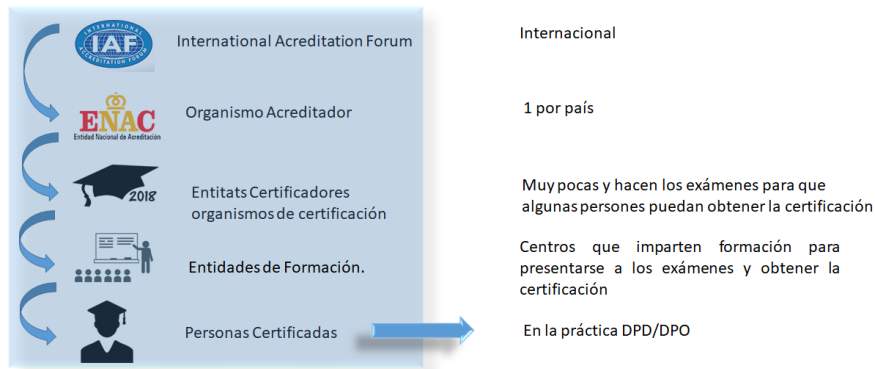 INTERNATIONAL
IAF
ACCREDITATION FORUM
International Acreditation Forum
Internacional
ENAC
Entidad Nacional de Acreditación
Organismo Acreditador
1 por país
2018
Entitats Certificadores
organismos de certificación
Muy pocas y hacen los exámenes para que
algunas persones puedan obtener la certificación
Entidades de Formación.
Centros que imparten formación para
presentarse a los exámenes y obtener la
certificación
Personas Certificadas
En la práctica DPD/DPO